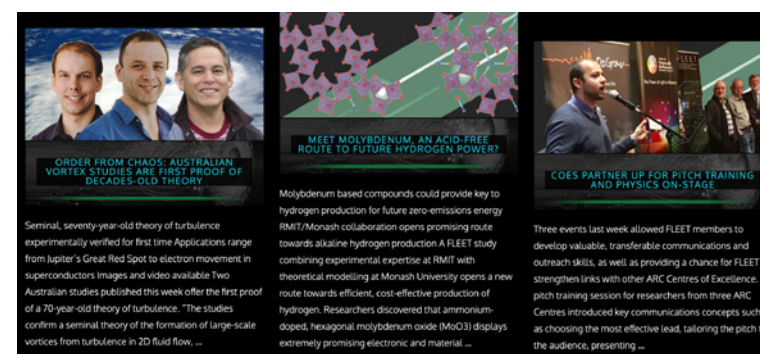 ORDER FROM CHAOS: AUSTRALIAN
VORTEX STUDIES ARE FIRST PROOF OF
DECADES-OLD THEORY
Seminal, seventy-year-old theory of turbulence
experimentally verified for first time Applications range
from Jupiter's Great Red Spot to electron movement in
superconductors Images and video available Two
Australian studies published this week offer the first proof
of a 70-year-old theory of turbulence. "The studies
confirm a seminal theory of the formation of large-scale
vortices from turbulence in 2D fluid flow, ...
MEET MOLYBDENUM, AN ACID-FREE
ROUTE TO FUTURE HYDROGEN POWER?
Molybdenum based compounds could provide key to
hydrogen production for future zero-emissions energy
RMIT/Monash collaboration opens promising route
towards alkaline hydrogen production A FLEET study
combining experimental expertise at RMIT with
theoretical modelling at Monash University opens a new
route towards efficient, cost-effective production of
hydrogen. Researchers discovered that ammonium-
doped, hexagonal molybdenum oxide (MoO3) displays
extremely promising electronic and material ...
FLEET
COES PARTNER UP FOR PITCH TRAINING
AND PHYSICS ON-STAGE
Three events last week allowed FLEET members to
develop valuable, transferable communications and
outreach skills, as well as providing a chance for FLEET
strengthen links with other ARC Centres of Excellence.
pitch training session for researchers from three ARC
Centres introduced key communications concepts such
as choosing the most effective lead, tailoring the pitch
the audience, presenting ...